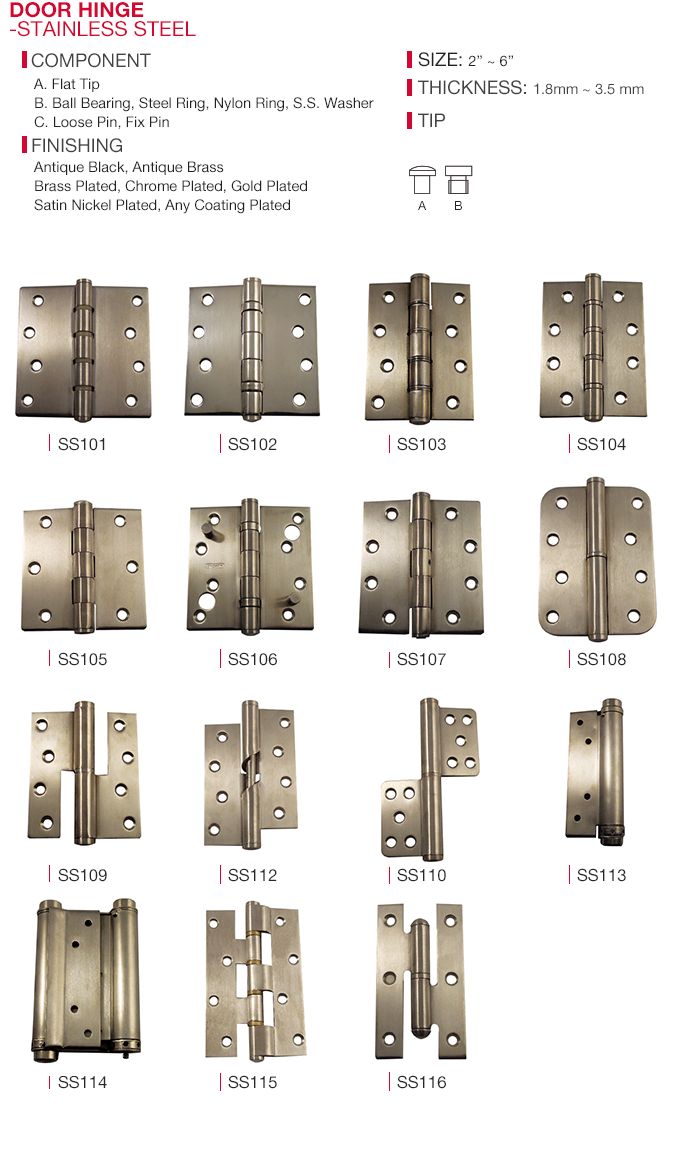 DOOR HINGE
-STAINLESS STEEL
COMPONENT
A. Flat Tip
B. Ball Bearing, Steel Ring, Nylon Ring, S.S. Washer
C. Loose Pin, Fix Pin
FINISHING
Antique Black, Antique Brass
Brass Plated, Chrome Plated, Gold Plated
Satin Nickel Plated, Any Coating Plated
SIZE: 2” ~ 6”
THICKNESS: 1.8mm ~ 3.5 mm
TIP
A B
SS101 SS102 SS103 SS104
SS105 SS106 SS107 SS108
SS109 SS112 SS110 SS113
SS114 SS115 SS116